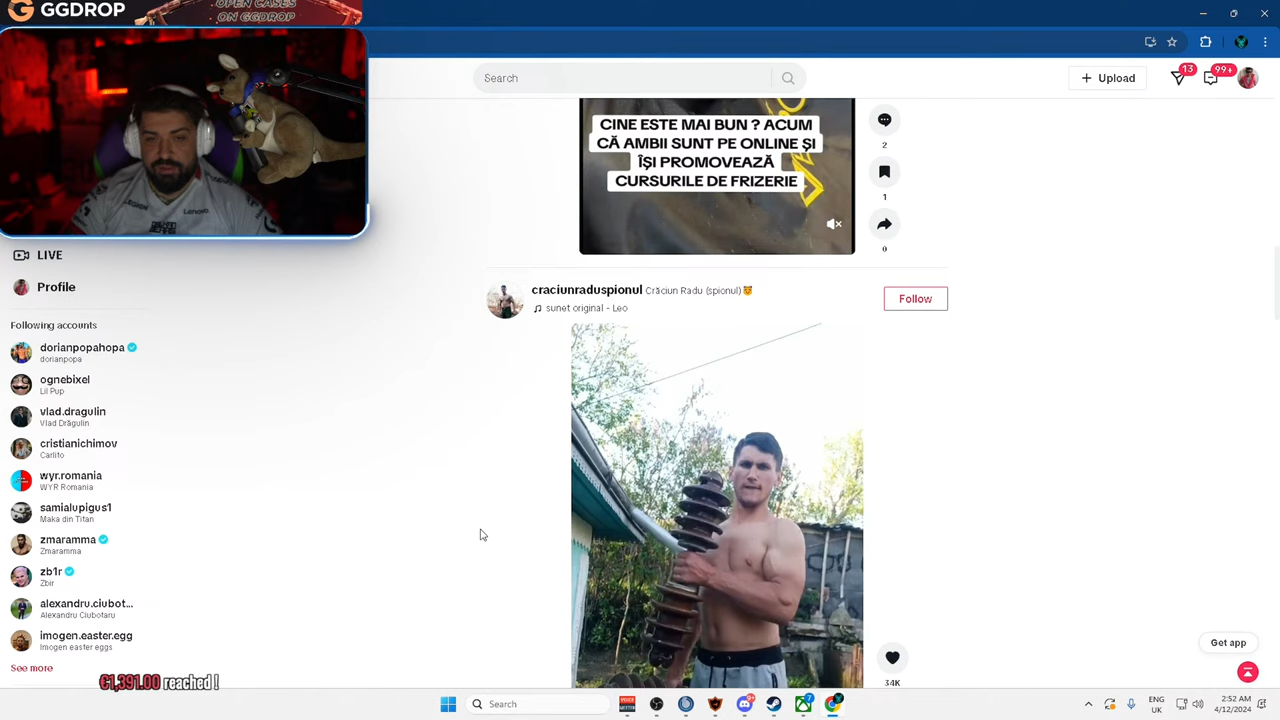 GGDROP
OPEN CASES
ON GGDROP
Search
Upload
13
99+
CINE ESTE MAI BUN ? ACUM
CĂ AMBII SUNT PE ONLINE ȘI
ÎȘI PROMOVEAZĂ
CURSURILE DE FRIZERIE
2
1
0
LIVE
Profile
craciunraduspionul Crăciun Radu (spionul)
sunet original - Leo
Follow
Following accounts
dorianpopahopa
dorianpopa
ognebixel
Lil Pup
vlad.dragulin
Vlad Drăgulin
cristianichimov
Carlito
wyr.romania
WYR Romania
samialupigus1
Maka din Titan
zmaramma
Zmaramma
zb1r
Zbir
alexandru.ciubot...
Alexandru Ciubotaru
imogen.easter.egg
Imogen easter eggs
See more
Get app
34K
€1,391.00 reached !
Search
9+
7
ENG
UK
2:52 AM
4/12/2024